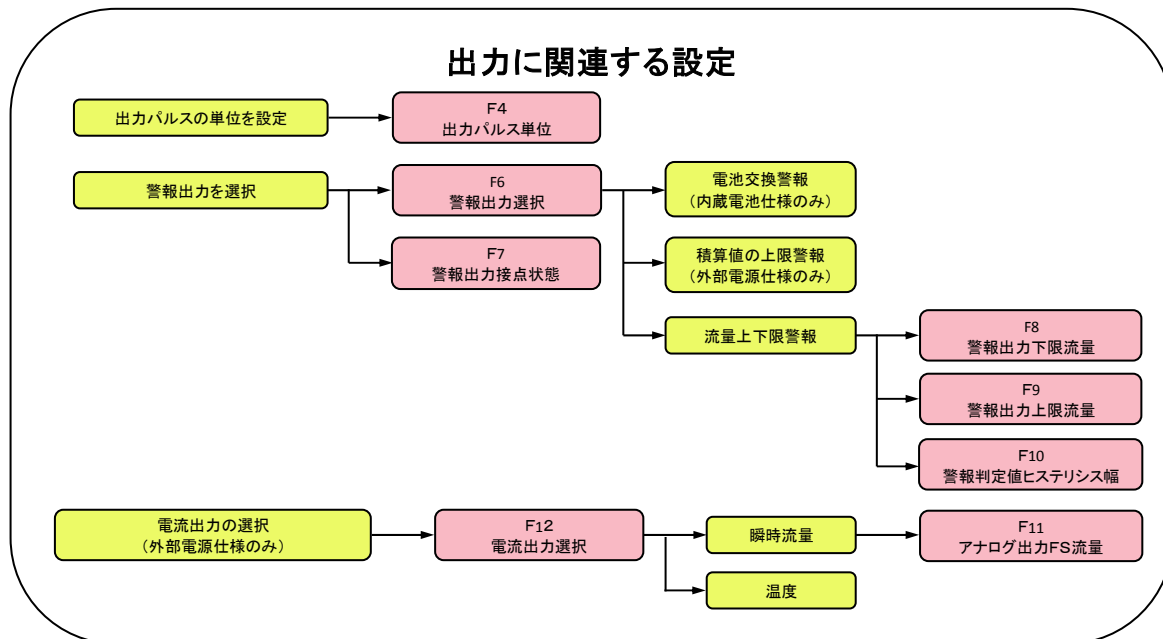 出力に関連する設定
出力パルスの単位を設定
F4
出力パルス単位
警報出力を選択
F6
警報出力選択
電池交換警報
（内蔵電池仕様のみ）
F7
警報出力接点状態
積算値の上限警報
（外部電源仕様のみ）
流量上下限警報
F8
警報出力下限流量
F9
警報出力上限流量
F10
警報判定値ヒステリシス幅
電流出力の選択
（外部電源仕様のみ）
F12
電流出力選択
瞬時流量
F11
アナログ出力FS流量
温度